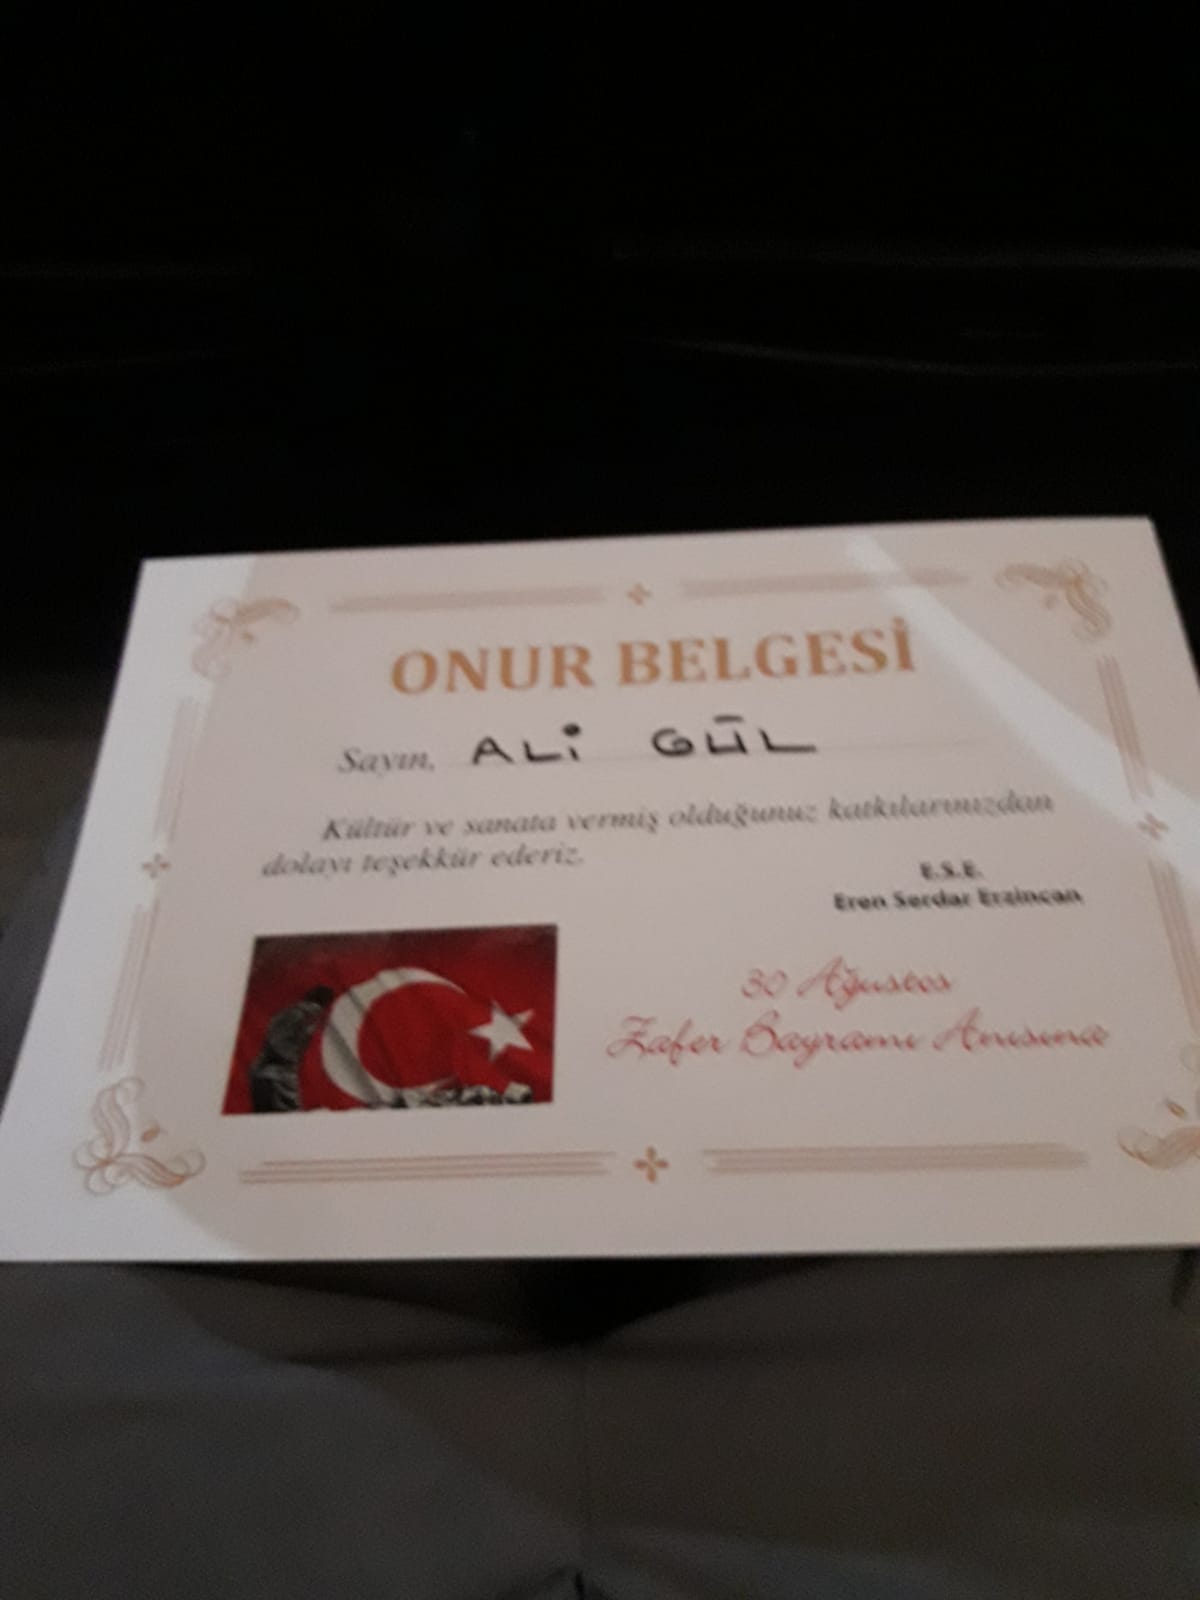 ONUR BELGESİ
Sayın, ALİ GÜL
Kültür ve sanata vermiş olduğunuz katkılarınızdan
dolayı teşekkür ederiz.
E.S.E.
Eren Serdar Erzincan
30 Ağustos
Zafer Bayramı Anısına